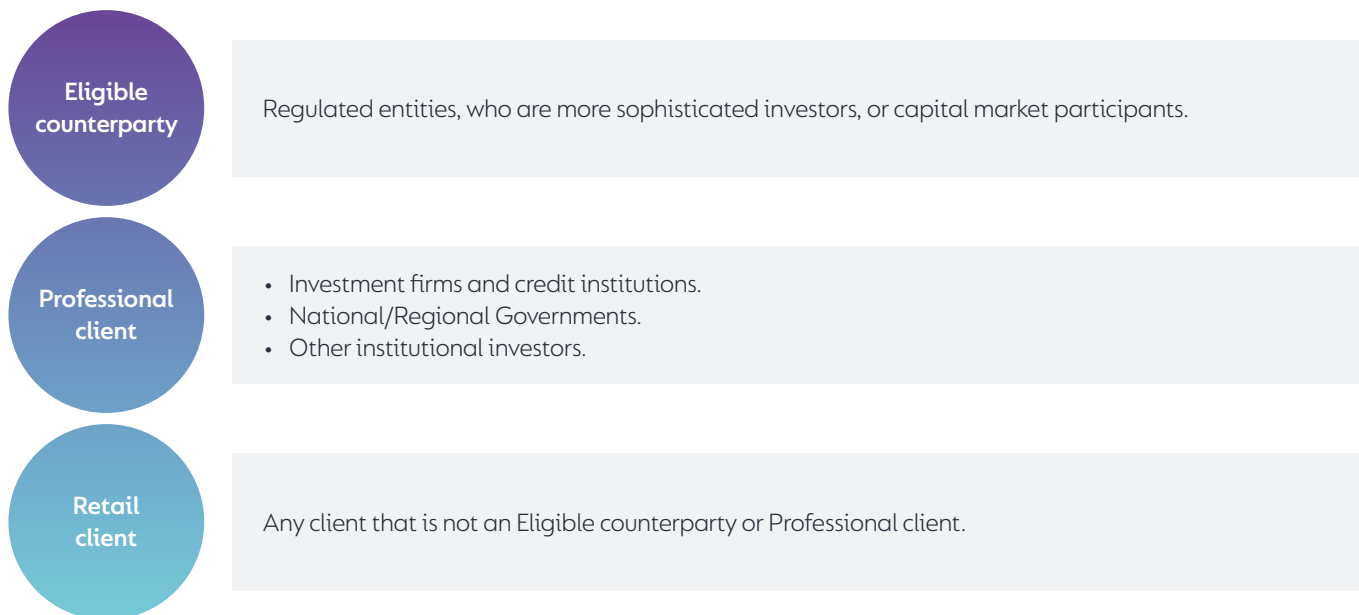 Eligible
counterparty
Regulated entities, who are more sophisticated investors, or capital market participants.
Professional
client
• Investment firms and credit institutions.
• National/Regional Governments.
• Other institutional investors.
Retail
client
Any client that is not an Eligible counterparty or Professional client.